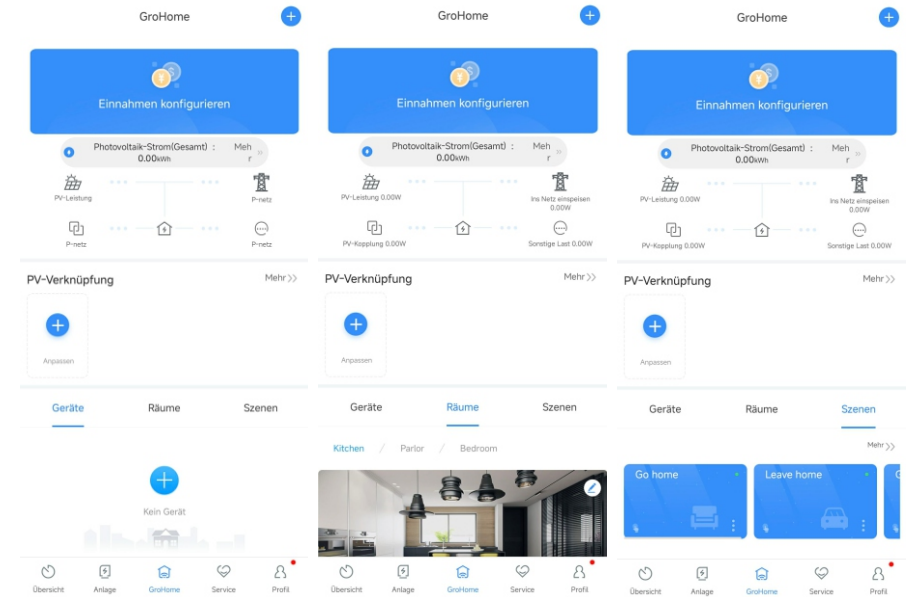 GroHome
Einnahmen konfigurieren
Photovoltaik-Strom(Gesamt) :
0.00kWh
Meh
r
PV-Leistung
P-netz
P-netz
P-netz
PV-Verknüpfung
Mehr
Anpassen
Geräte
Räume
Szenen
Kein Gerät
Übersicht
Anlage
GroHome
Service
Profil
GroHome
Einnahmen konfigurieren
Photovoltaik-Strom(Gesamt) :
0.00kWh
Meh
r
PV-Leistung 0.00W
Ins Netz einspeisen
0.00W
PV-Kopplung 0.00W
Sonstige Last 0.00W
PV-Verknüpfung
Mehr
Anpassen
Geräte
Räume
Szenen
Kitchen / Parlor / Bedroom
Übersicht
Anlage
GroHome
Service
Profil
GroHome
Einnahmen konfigurieren
Photovoltaik-Strom(Gesamt) :
0.00kWh
Meh
r
PV-Leistung 0.00W
Ins Netz einspeisen
0.00W
PV-Kopplung 0.00W
Sonstige Last 0.00W
PV-Verknüpfung
Mehr
Anpassen
Geräte
Räume
Szenen
Mehr
Go home
Leave home
Übersicht
Anlage
GroHome
Service
Profil